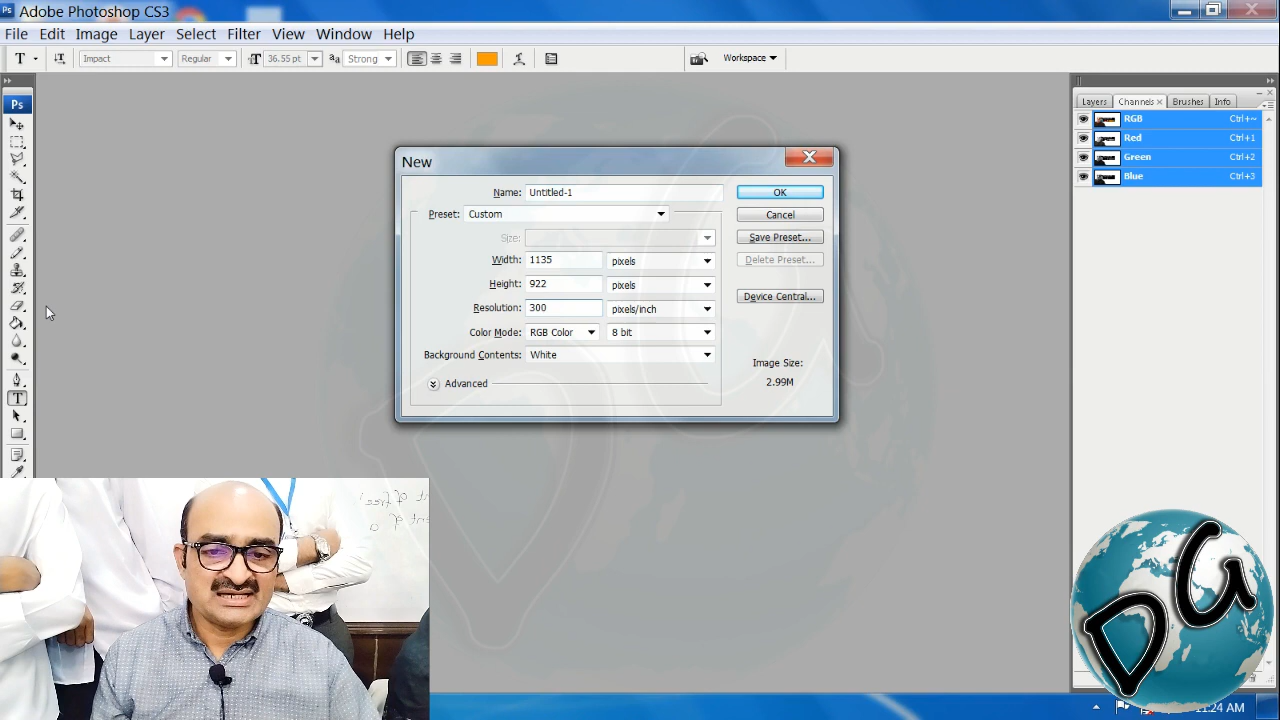 Ps Adobe Photoshop CS3
File Edit Image Layer Select Filter View Window Help
T Impact Regular T 36.55 pt aa Strong Workspace
Ps
Layers Channels Brushes Info
RGB Ctrl+~
Red Ctrl+1
Green Ctrl+2
Blue Ctrl+3
New
Name: Untitled-1 OK
Preset: Custom Cancel
Size: Save Preset...
Width: 1135 pixels Delete Preset...
Height: 922 pixels Device Central...
Resolution: 300 pixels/inch
Color Mode: RGB Color 8 bit
Background Contents: White
Image Size:
2.99M
Advanced
T
DG
11:24 AM